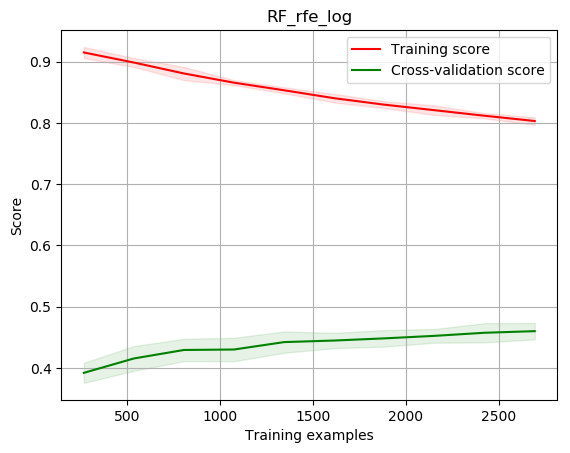 RF_rfe_log
Training score
Cross-validation score
0.9
0.8
0.7
0.6
0.5
0.4
Score
500
1000
1500
2000
2500
Training examples